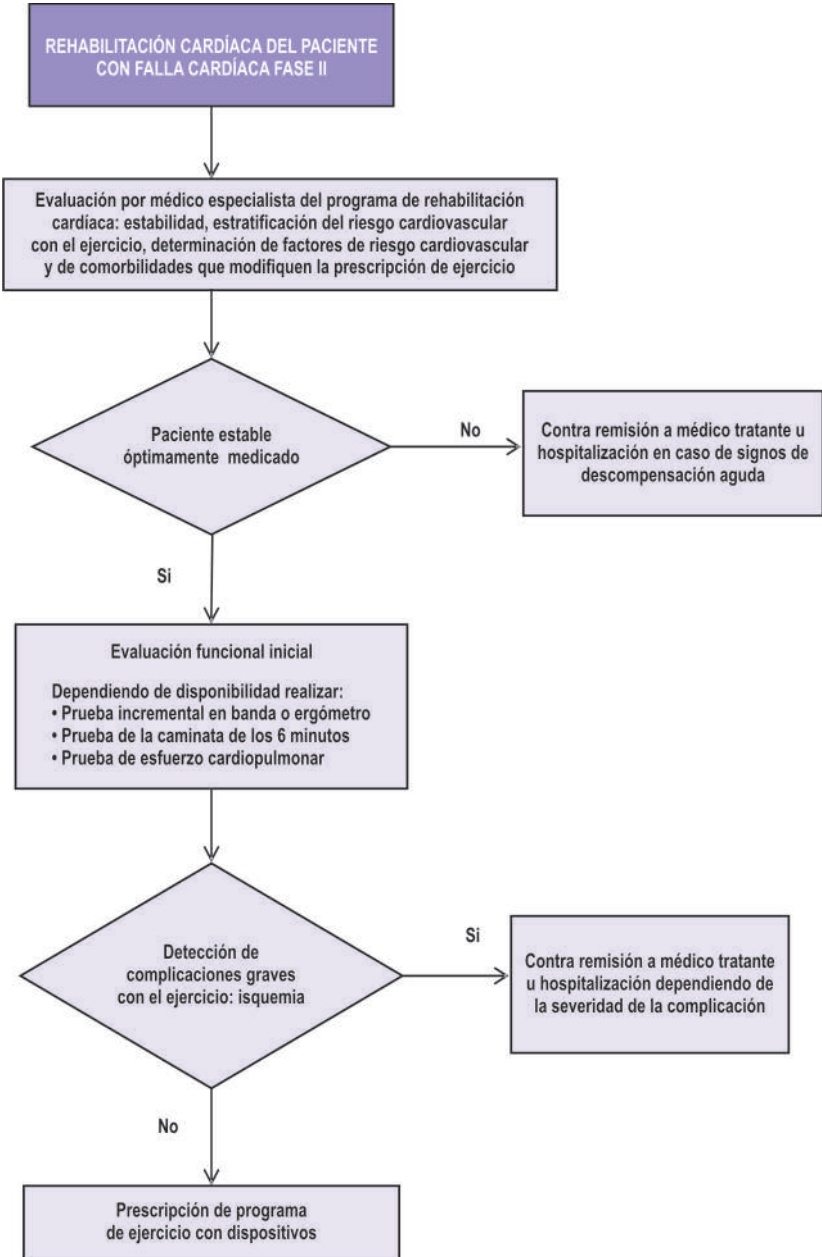 REHABILITACIÓN CARDÍACA DEL PACIENTE
CON FALLA CARDÍACA FASE II
Evaluación por médico especialista del programa de rehabilitación
cardíaca: estabilidad, estratificación del riesgo cardiovascular
con el ejercicio, determinación de factores de riesgo cardiovascular
y de comorbilidades que modifiquen la prescripción de ejercicio
Paciente estable
óptimamente medicado
No
Contra remisión a médico tratante u
hospitalización en caso de signos de
descompensación aguda
Si
Evaluación funcional inicial
Dependiendo de disponibilidad realizar:
• Prueba incremental en banda o ergómetro
• Prueba de la caminata de los 6 minutos
• Prueba de esfuerzo cardiopulmonar
Detección de
complicaciones graves
con el ejercicio: isquemia
Si
Contra remisión a médico tratante
u hospitalización dependiendo de
la severidad de la complicación
No
Prescripción de programa
de ejercicio con dispositivos